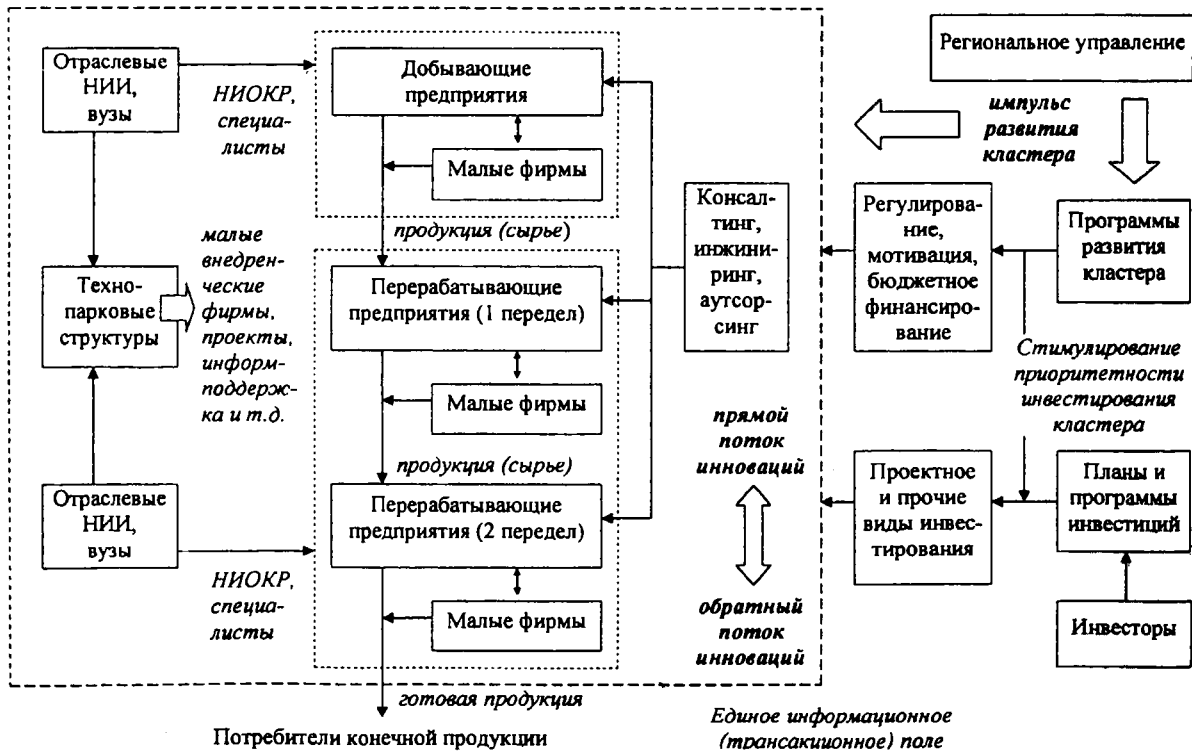 Отраслевые
НИИ,
вузы
НИОКР,
специа-
листы
Добывающие
предприятия
Малые фирмы
продукция (сырье)
Региональное управление
импульс
развития
кластера
Консал-
тинг,
инжини-
ринг,
аутсор-
синг
Регулирова-
ние,
мотивация,
бюджетное
финансиро-
вание
Программы
развития
кластера
Техно-
парковые
структуры
малые
внедрен-
ческие
фирмы,
проекты,
информ-
поддерж-
ка и т.д.
Перерабатывающие
предприятия (1 передел)
Малые фирмы
продукция (сырье)
Стимулирование
приоритетности
инвестирования
кластера
прямой
поток
инноваций
Отраслевые
НИИ,
вузы
НИОКР,
специа-
листы
Перерабатывающие
предприятия (2 передел)
Малые фирмы
Проектное
и прочие
виды инвес-
тирования
Планы и
программы
инвестиций
обратный
поток
инноваций
Инвесторы
готовая продукция
Потребители конечной продукции
Единое информационное
(трансакционное) поле